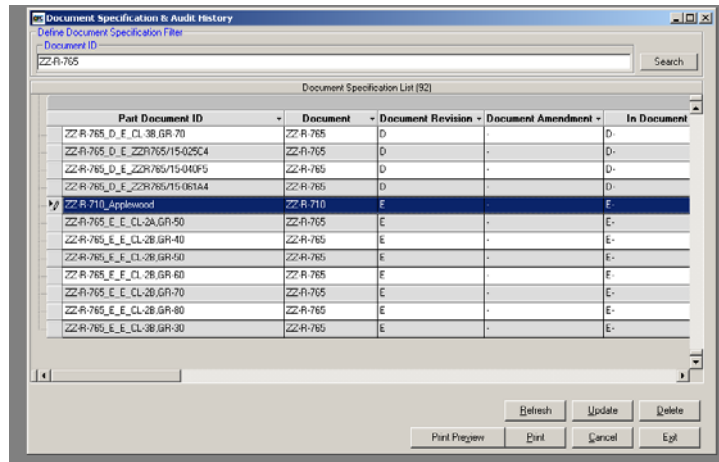 Document Specification & Audit History
Define Document Specification Filter
Document ID
ZZ-R-765
Search
Document Specification List (92)
Part Document ID Document Document Revision Document Amendment In Document
ZZ-R-765_D_E_CL-3B,GR-70 ZZ-R-765 D - D-
ZZ-R-765_D_E_ZZR765/15-025C4 ZZ-R-765 D - D-
ZZ-R-765_D_E_ZZR765/15-040F5 ZZ-R-765 D - D-
ZZ-R-765_D_E_ZZR765/15-061A4 ZZ-R-765 D - D-
ZZ-R-710_Applewood ZZ-R-710 E - E-
ZZ-R-765_E_E_CL-2A,GR-50 ZZ-R-765 E - E-
ZZ-R-765_E_E_CL-2B,GR-40 ZZ-R-765 E - E-
ZZ-R-765_E_E_CL-2B,GR-50 ZZ-R-765 E - E-
ZZ-R-765_E_E_CL-2B,GR-60 ZZ-R-765 E - E-
ZZ-R-765_E_E_CL-2B,GR-70 ZZ-R-765 E - E-
ZZ-R-765_E_E_CL-2B,GR-80 ZZ-R-765 E - E-
ZZ-R-765_E_E_CL-3B,GR-30 ZZ-R-765 E - E-
Refresh Update Delete
Print Preview Print Cancel Exit